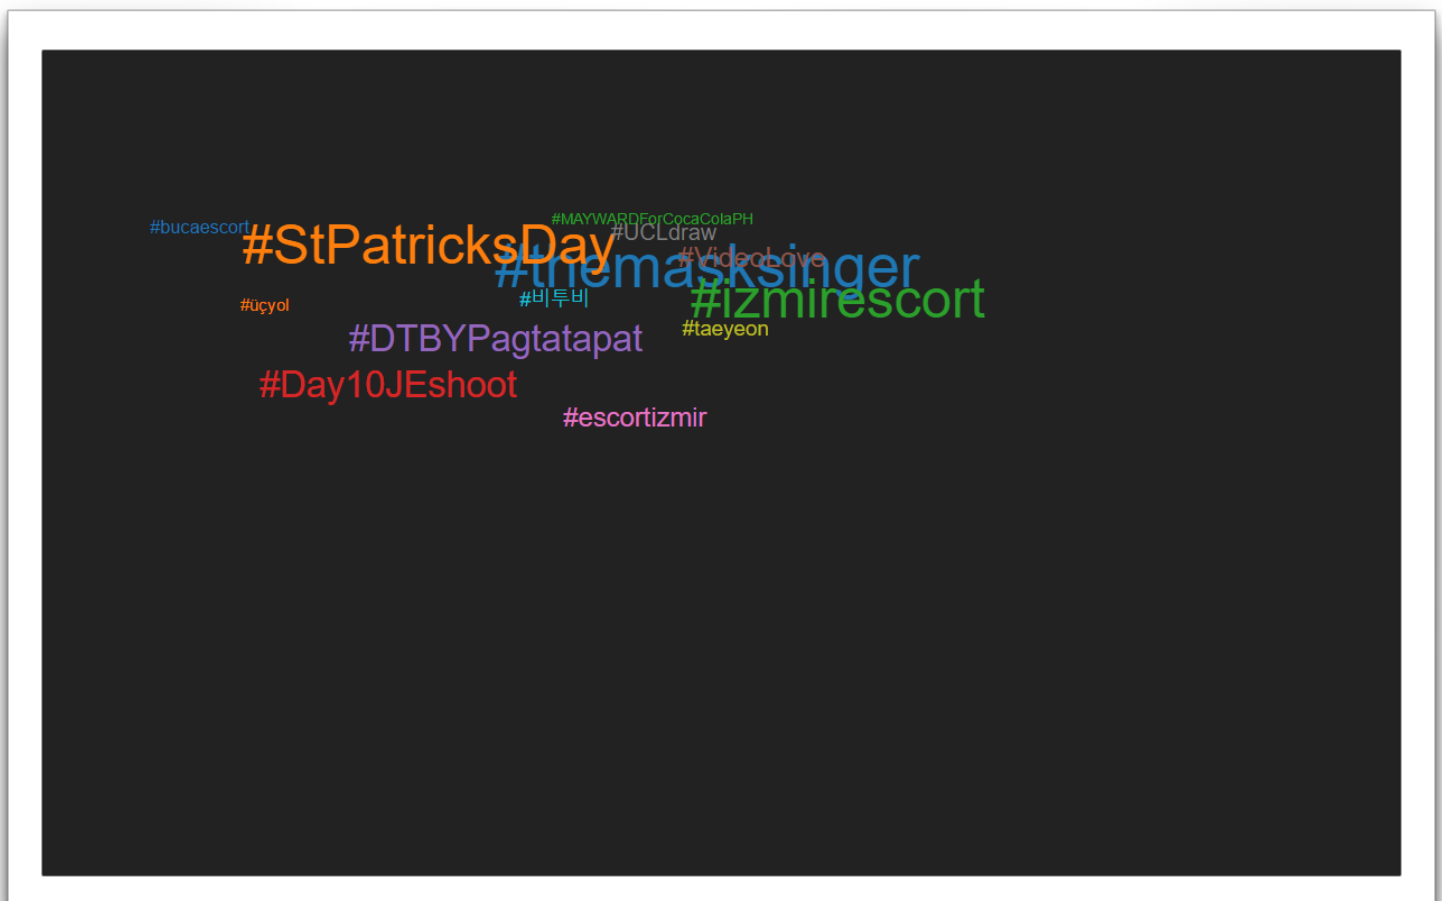 #MAYWARDForCocaColaPH
#bucaescort
#UCLdraw
#StPatricksDay
#VideoLove
#themasksinger
#비투비
#izmirescort
#üçyol
#taeyeon
#DTBYPagtatapat
#Day10JEshoot
#escortizmir